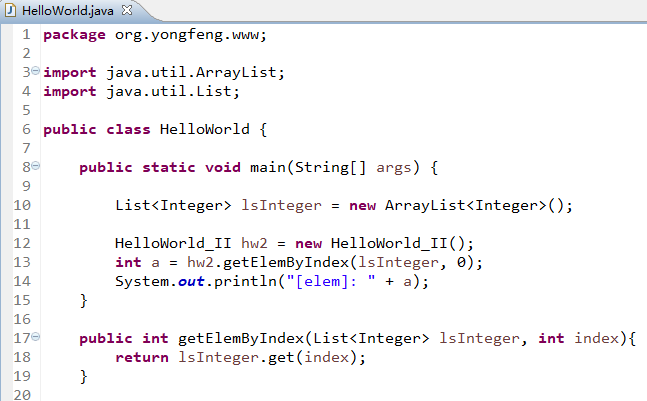 HelloWorld.java
1 package org.yongfeng.www;
2
3 import java.util.ArrayList;
4 import java.util.List;
5
6 public class HelloWorld {
7
8     public static void main(String[] args) {
9
10         List<Integer> lsInteger = new ArrayList<Integer>();
11
12         HelloWorld_II hw2 = new HelloWorld_II();
13         int a = hw2.getElemByIndex(lsInteger, 0);
14         System.out.println("[elem]: " + a);
15     }
16
17     public int getElemByIndex(List<Integer> lsInteger, int index){
18         return lsInteger.get(index);
19     }
20